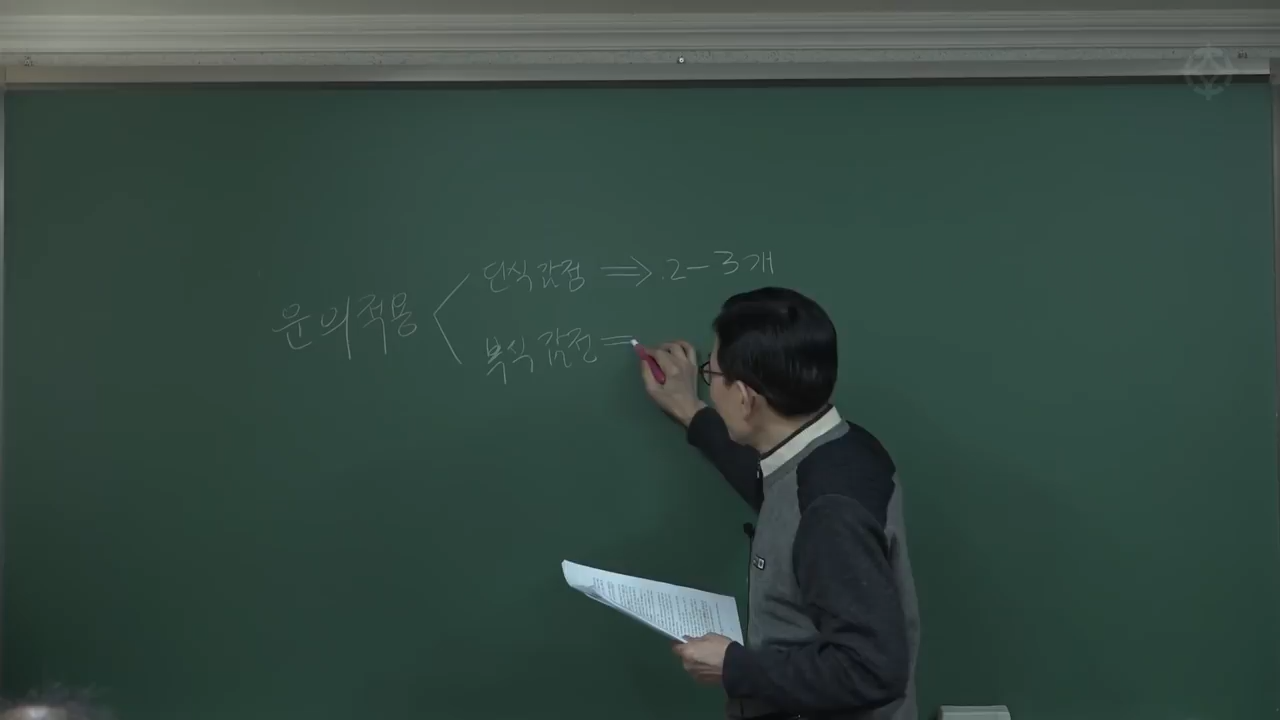 운의적용
단식감정 ⇒ 2-3개
복식감정 =